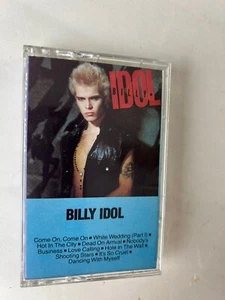 IDOL
BILLY
BILLY IDOL
Come On, Come On • White Wedding (Part I) •
Hot In The City • Dead On Arrival • Nobody's
Business • Love Calling • Hole In The Wall •
Shooting Stars • It's So Cruel •
Dancing With Myself